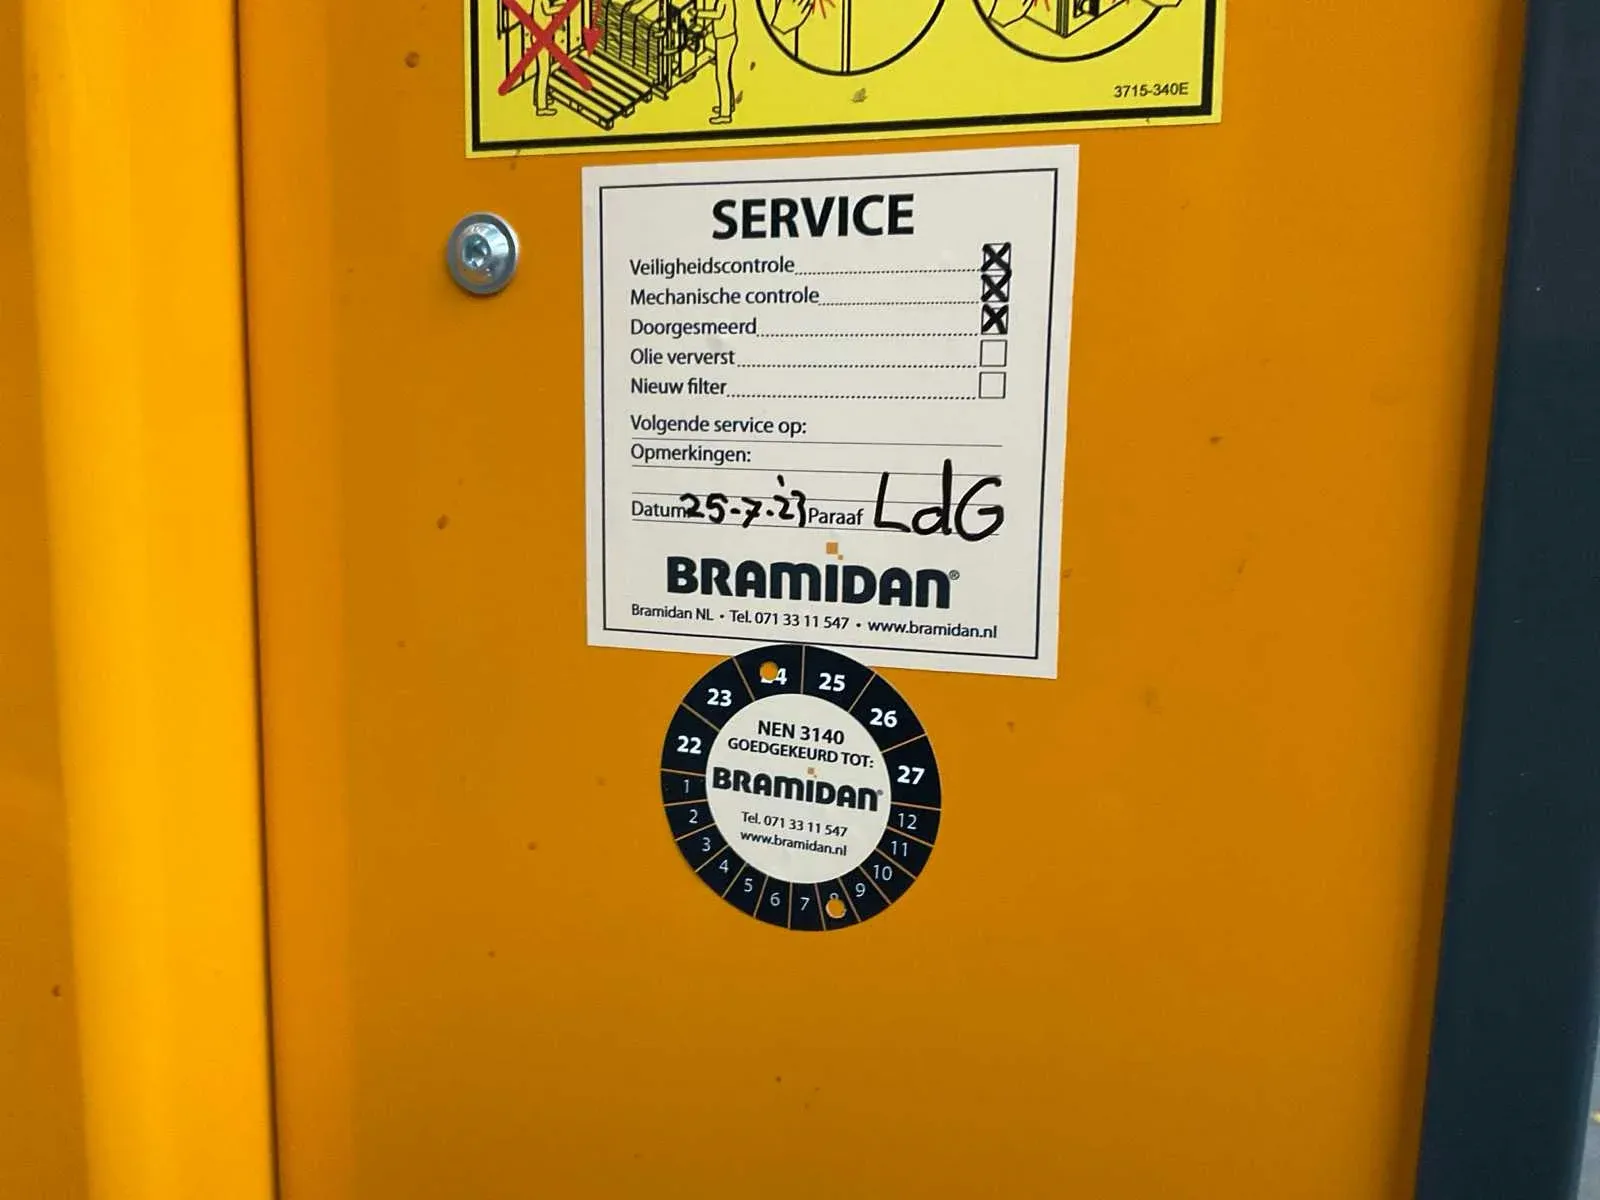 3715-340E
SERVICE
Veiligheidscontrole
Mechanische controle
Doorgesmeerd
Olie ververst
Nieuw filter
Volgende service op:
Opmerkingen:
Datum 25-7-'23 Paraaf LdG
BRAMIDAN®
Bramidan NL • Tel. 071 33 11 547 • www.bramidan.nl
22 23 24 25 26 27
NEN 3140
GOEDGEKEURD TOT:
BRAMIDAN®
Tel. 071 33 11 547
www.bramidan.nl
1 2 3 4 5 6 7 8 9 10 11 12